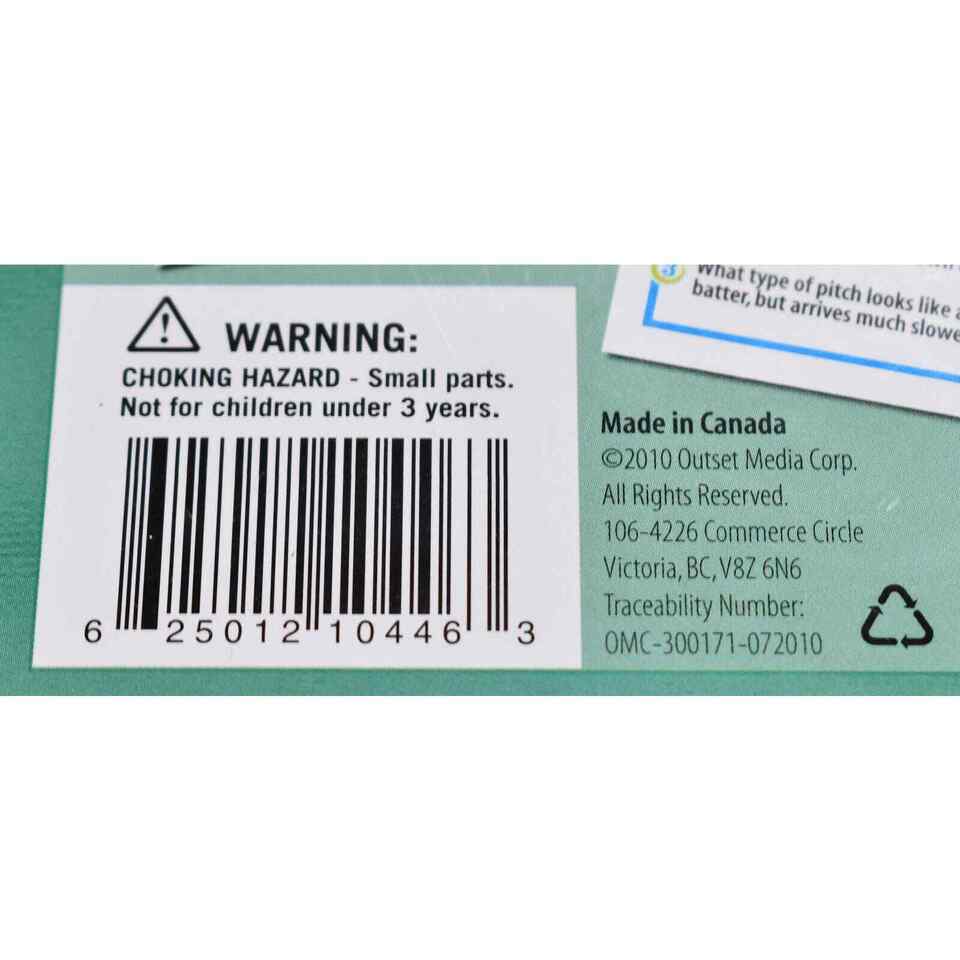 3 What type of pitch looks like
batter, but arrives much
WARNING:
CHOKING HAZARD - Small parts.
Not for children under 3 years.
6 25012 10446 3
Made in Canada
©2010 Outset Media Corp.
All Rights Reserved.
106-4226 Commerce Circle
Victoria, BC, V8Z 6N6
Traceability Number:
OMC-300171-072010